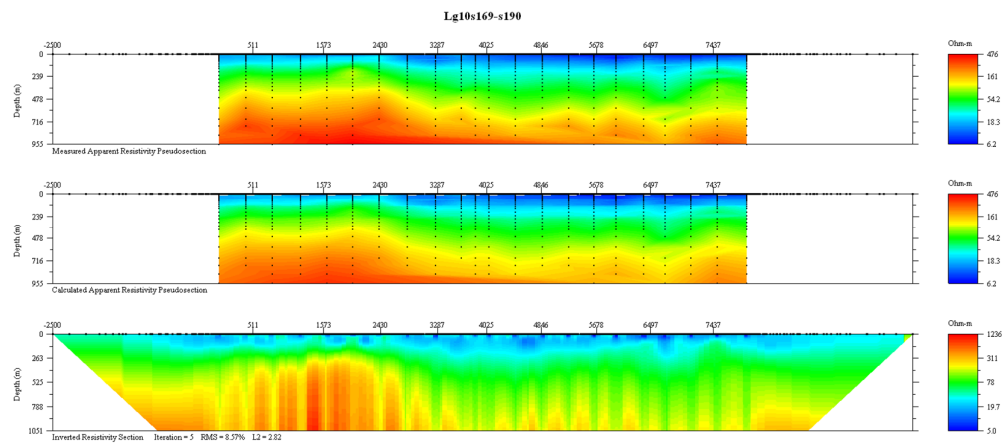 Lg10s169-s190
-2500 511 1573 2430 3287 4025 4846 5678 6497 7437
Ohm-m
Depth (m)
0
239
478
716
955
476
161
54.2
18.3
6.2
Measured Apparent Resistivity Pseudosection
-2500 511 1573 2430 3287 4025 4846 5678 6497 7437
Ohm-m
Depth (m)
0
239
478
716
955
476
161
54.2
18.3
6.2
Calculated Apparent Resistivity Pseudosection
-2500 511 1573 2430 3287 4025 4846 5678 6497 7437
Ohm-m
Depth (m)
0
263
525
788
1051
1236
311
78
19.7
5.0
Inverted Resistivity Section Iteration = 5 RMS = 8.57% L2 = 2.82